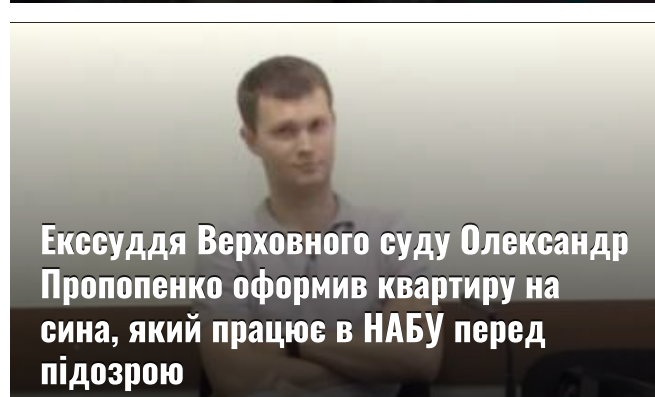 Екссуддя Верховного суду Олександр
Пропопенко оформив квартиру на
сина, який працює в НАБУ перед
підозрою